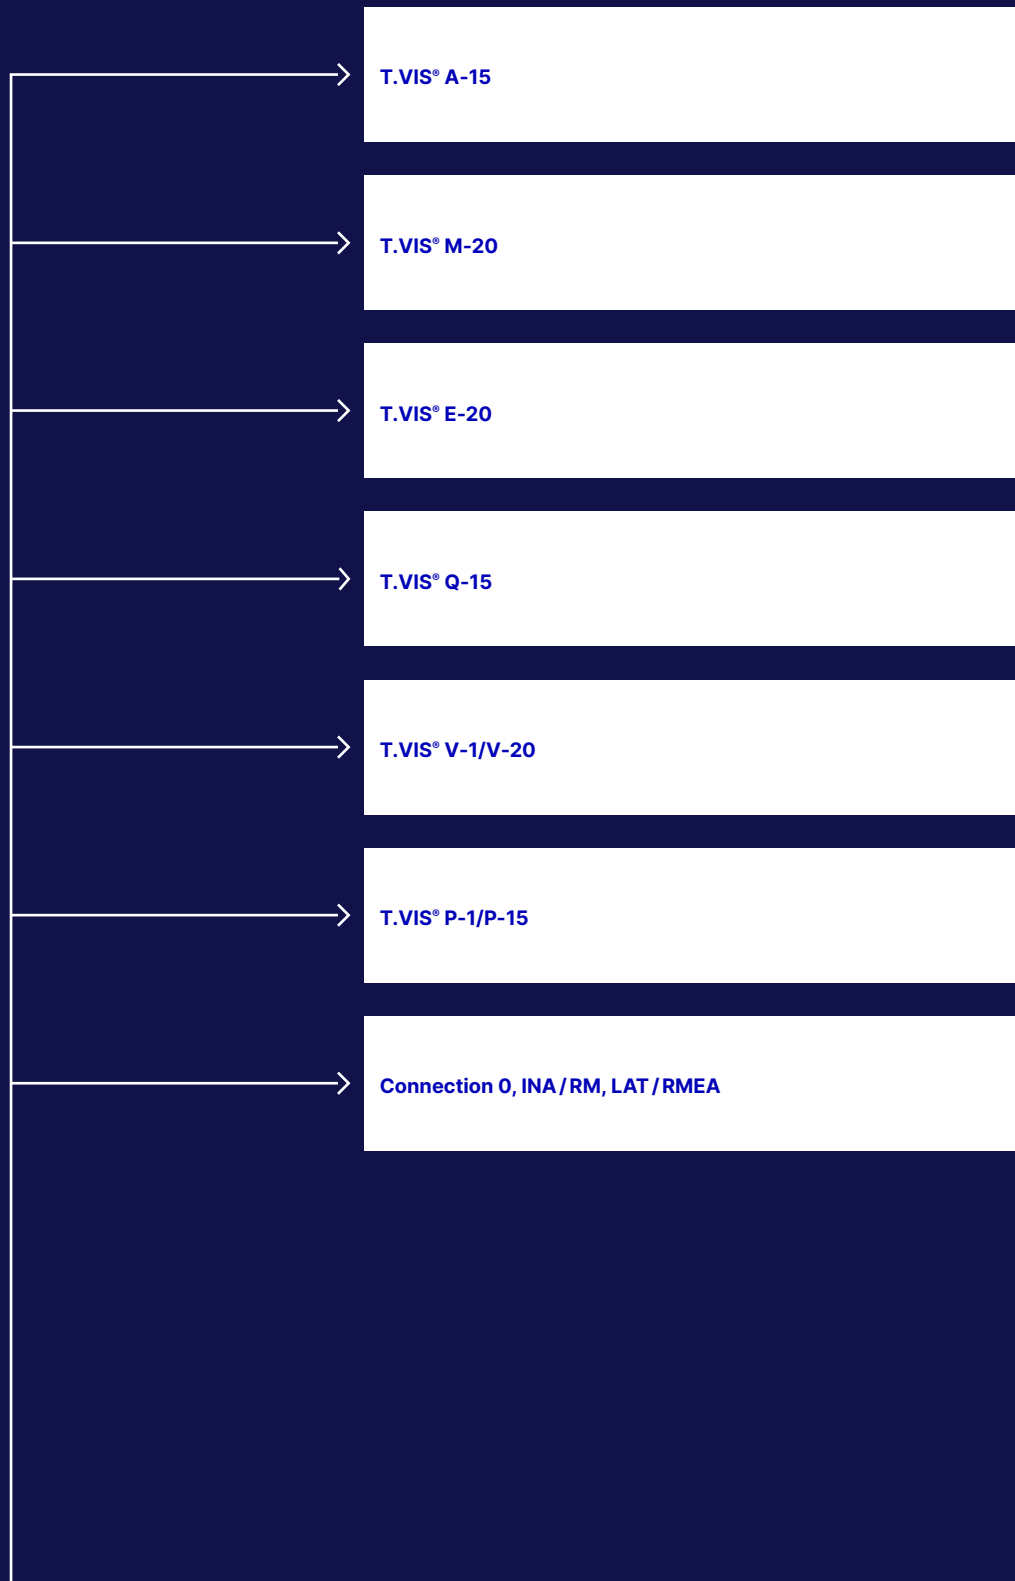 T.VIS® A-15
T.VIS® M-20
T.VIS® E-20
T.VIS® Q-15
T.VIS® V-1/V-20
T.VIS® P-1/P-15
Connection 0, INA/RM, LAT/RMEA